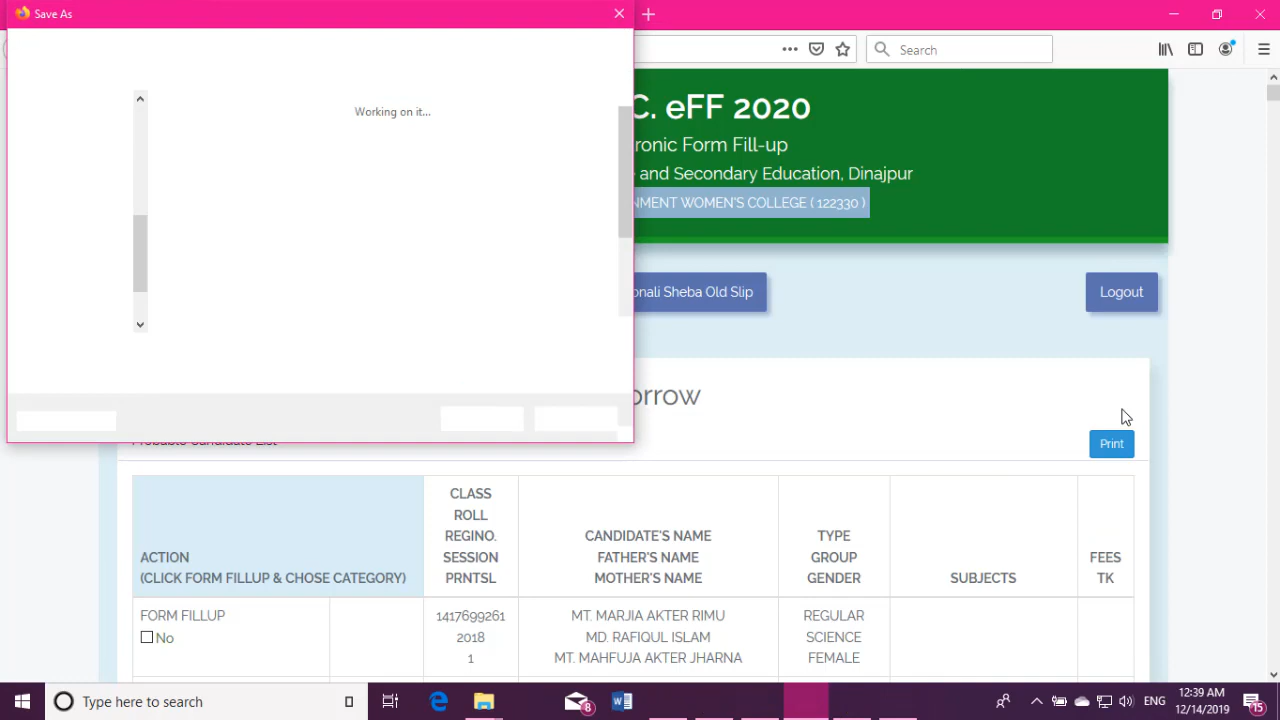 Save As
Search
Working on it...
C. eFF 2020
ronic Form Fill-up
and Secondary Education, Dinajpur
NMENT WOMEN'S COLLEGE ( 122330 )
onali Sheba Old Slip
Logout
orrow
Print
ACTION
(CLICK FORM FILLUP & CHOSE CATEGORY)
CLASS
ROLL
REGINO.
SESSION
PRNTSL
CANDIDATE'S NAME
FATHER'S NAME
MOTHER'S NAME
TYPE
GROUP
GENDER
SUBJECTS
FEES
TK
FORM FILLUP
No
1417699261
2018
1
MT. MARJIA AKTER RIMU
MD. RAFIQUL ISLAM
MT. MAHFUJA AKTER JHARNA
REGULAR
SCIENCE
FEMALE
Type here to search
8
ENG
12:39 AM
12/14/2019
15